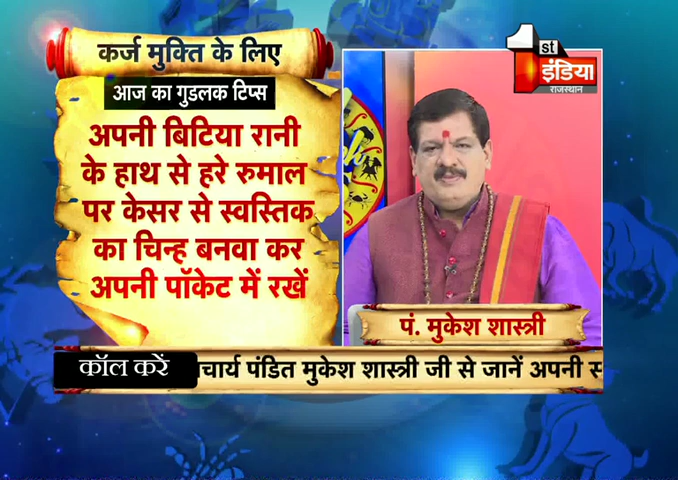 कर्ज मुक्ति के लिए
आज का गुडलक टिप्स
अपनी बिटिया रानी
के हाथ से हरे रुमाल
पर केसर से स्वस्तिक
का चिन्ह बनवा कर
अपनी पॉकेट में रखें
1st
इंडिया
राजस्थान
पं. मुकेश शास्त्री
कॉल करें
चार्य पंडित मुकेश शास्त्री जी से जानें अपनी स